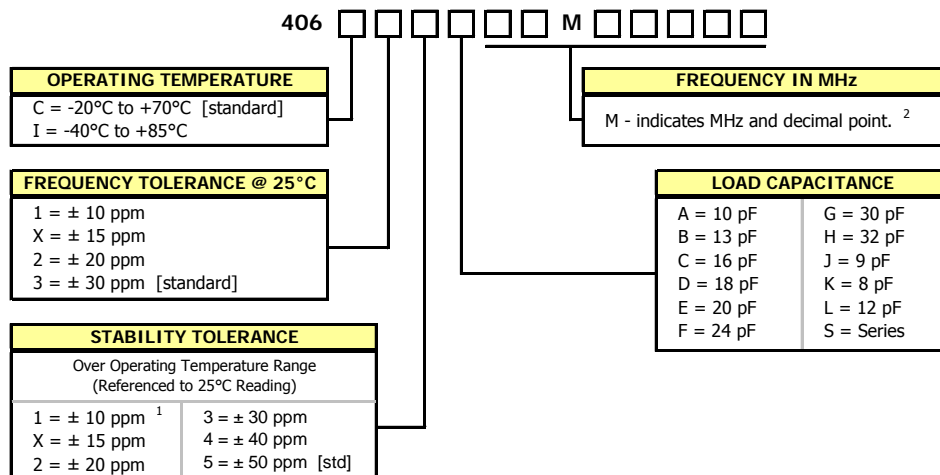 406 M
OPERATING TEMPERATURE
C = -20°C to +70°C [standard]
I = -40°C to +85°C
FREQUENCY IN MHz
M - indicates MHz and decimal point. 2
FREQUENCY TOLERANCE @ 25°C
1 = ± 10 ppm
X = ± 15 ppm
2 = ± 20 ppm
3 = ± 30 ppm [standard]
LOAD CAPACITANCE
A = 10 pF
B = 13 pF
C = 16 pF
D = 18 pF
E = 20 pF
F = 24 pF
G = 30 pF
H = 32 pF
J = 9 pF
K = 8 pF
L = 12 pF
S = Series
STABILITY TOLERANCE
Over Operating Temperature Range
(Referenced to 25°C Reading)
1 = ± 10 ppm 1
X = ± 15 ppm
2 = ± 20 ppm
3 = ± 30 ppm
4 = ± 40 ppm
5 = ± 50 ppm [std]